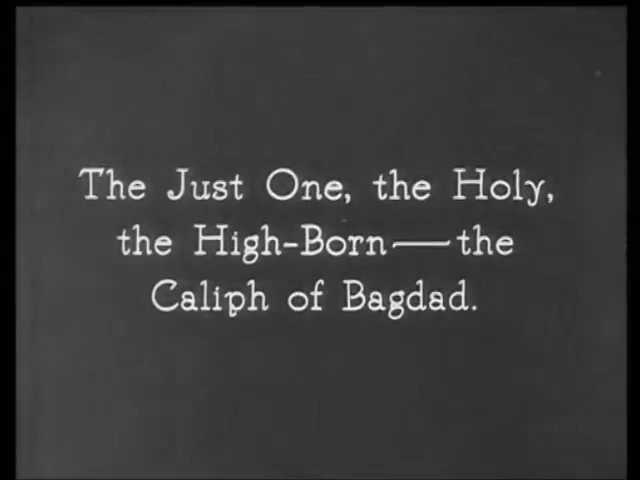 The Just One, the Holy,
the High-Born—the
Caliph of Bagdad.